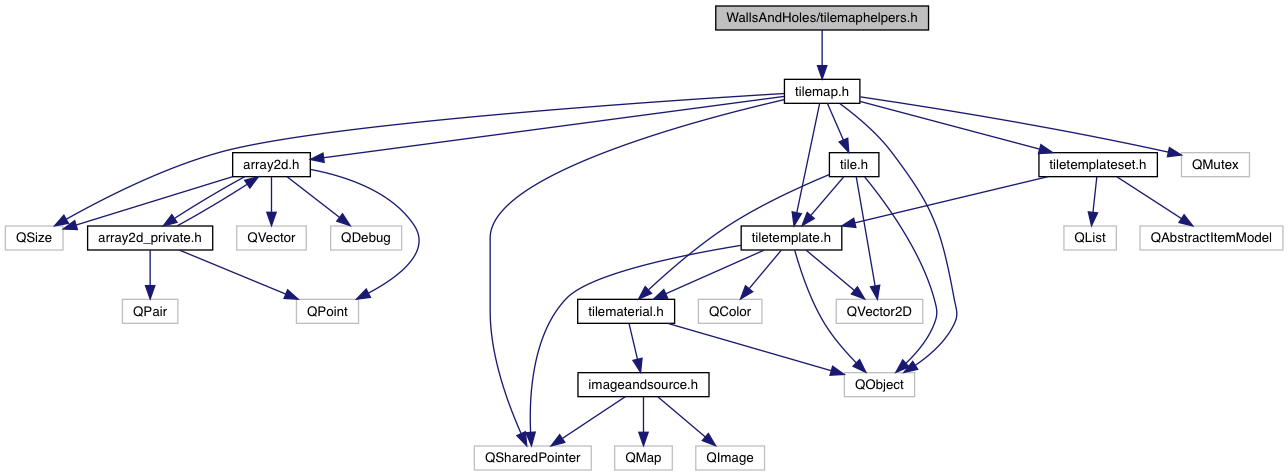 WallsAndHoles/tilemaphelpers.h
tilemap.h
array2d.h
tile.h
tiletemplateset.h
QMutex
QSize
array2d_private.h
QVector
QDebug
tiletemplate.h
QList
QAbstractItemModel
QPair
QPoint
tilematerial.h
QColor
QVector2D
imageandsource.h
QObject
QSharedPointer
QMap
QImage